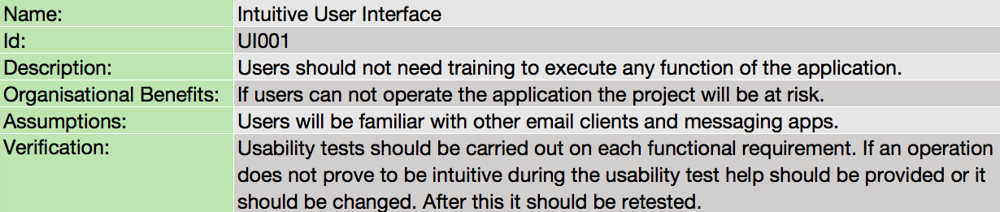 Name: Intuitive User Interface
Id: UI001
Description: Users should not need training to execute any function of the application.
Organisational Benefits: If users can not operate the application the project will be at risk.
Assumptions: Users will be familiar with other email clients and messaging apps.
Verification: Usability tests should be carried out on each functional requirement. If an operation
does not prove to be intuitive during the usability test help should be provided or it
should be changed. After this it should be retested.